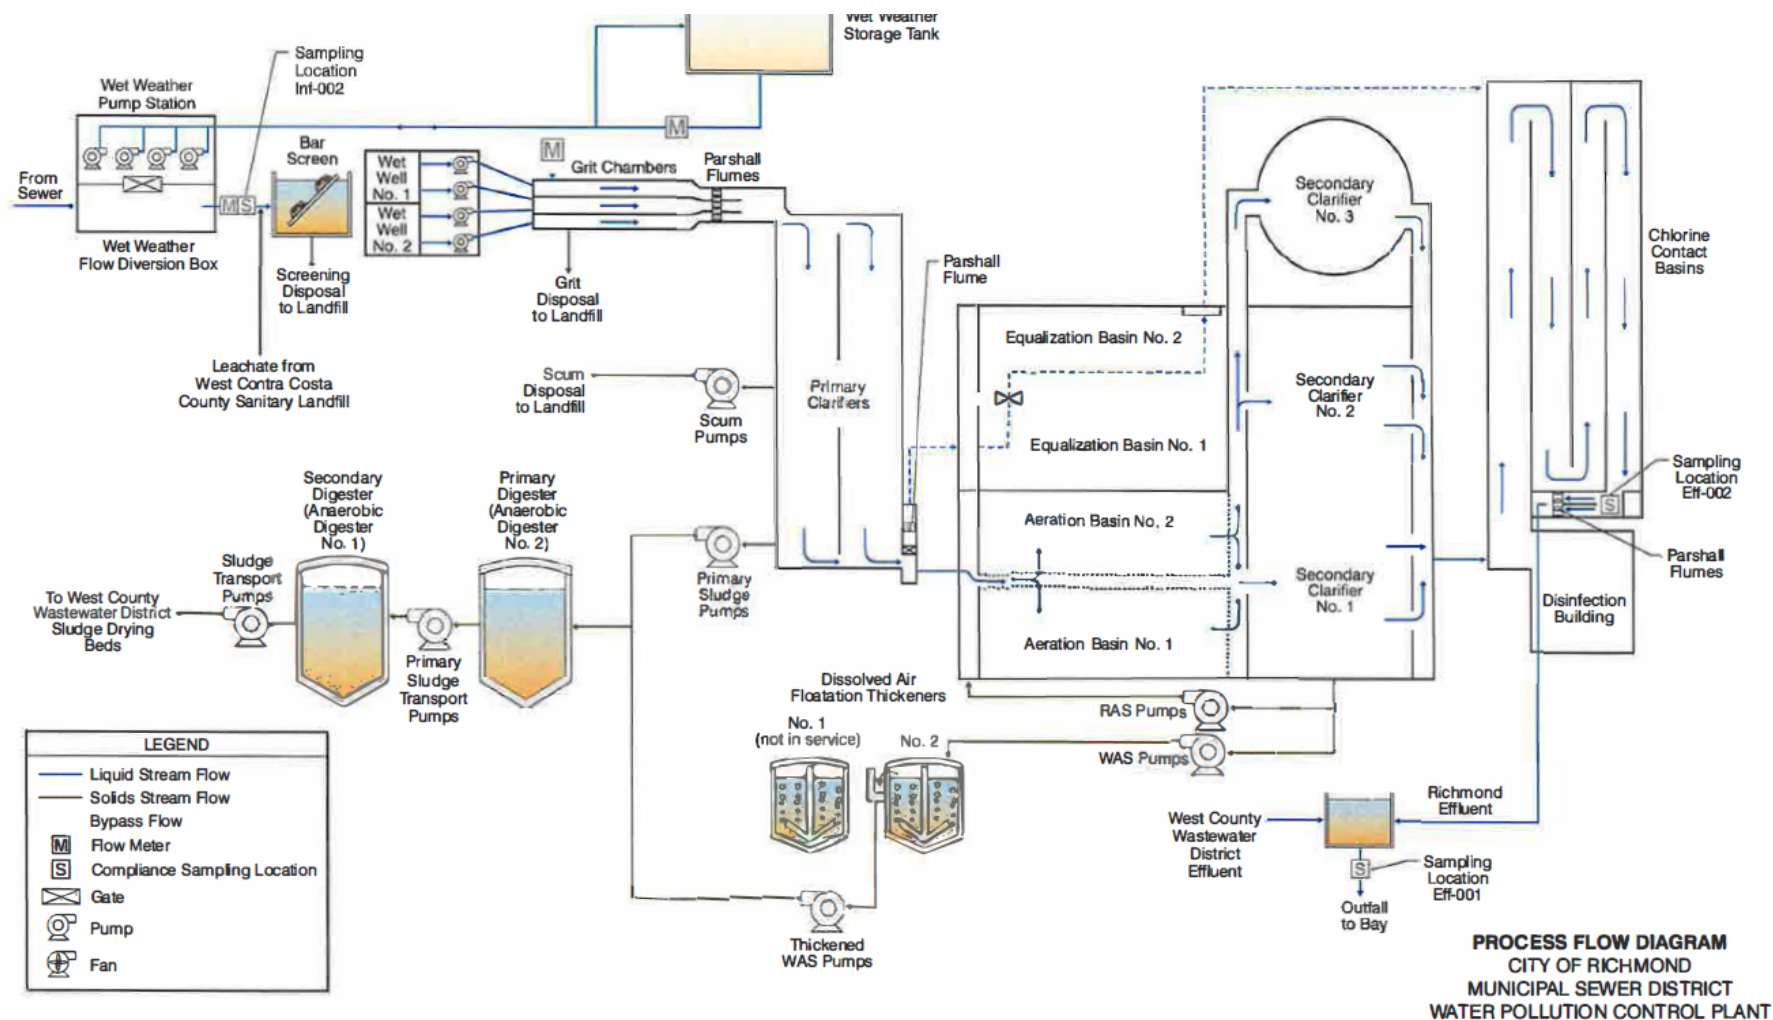 Wet Weather
Storage Tank
Sampling
Location
Inf-002
Wet Weather
Pump Station
M
Bar
Screen
M
Grit Chambers
Parshall
Flumes
From
Sewer
Wet
Well
No. 1
Wet
Well
No. 2
M S
Wet Weather
Flow Diversion Box
Screening
Disposal
to Landfill
Grit
Disposal
to Landfill
Leachate from
West Contra Costa
County Sanitary Landfill
Scum
Disposal
to Landfill
Scum
Pumps
Primary
Clarifiers
Parshall
Flume
Equalization Basin No. 2
Equalization Basin No. 1
Aeration Basin No. 2
Aeration Basin No. 1
Secondary
Clarifier
No. 3
Secondary
Clarifier
No. 2
Secondary
Clarifier
No. 1
Chlorine
Contact
Basins
Sampling
Location
Eff-002
S
Parshall
Flumes
Disinfection
Building
Secondary
Digester
(Anaerobic
Digester
No. 1)
Primary
Digester
(Anaerobic
Digester
No. 2)
Sludge
Transport
Pumps
To West County
Wastewater District
Sludge Drying
Beds
Primary
Sludge
Transport
Pumps
Primary
Sludge
Pumps
Dissolved Air
Floatation Thickeners
No. 1
(not in service)
No. 2
RAS Pumps
WAS Pumps
Thickened
WAS Pumps
West County
Wastewater
District
Effluent
Richmond
Effluent
S
Sampling
Location
Eff-001
Outfall
to Bay
LEGEND
Liquid Stream Flow
Solids Stream Flow
Bypass Flow
M Flow Meter
S Compliance Sampling Location
Gate
Pump
Fan
PROCESS FLOW DIAGRAM
CITY OF RICHMOND
MUNICIPAL SEWER DISTRICT
WATER POLLUTION CONTROL PLANT